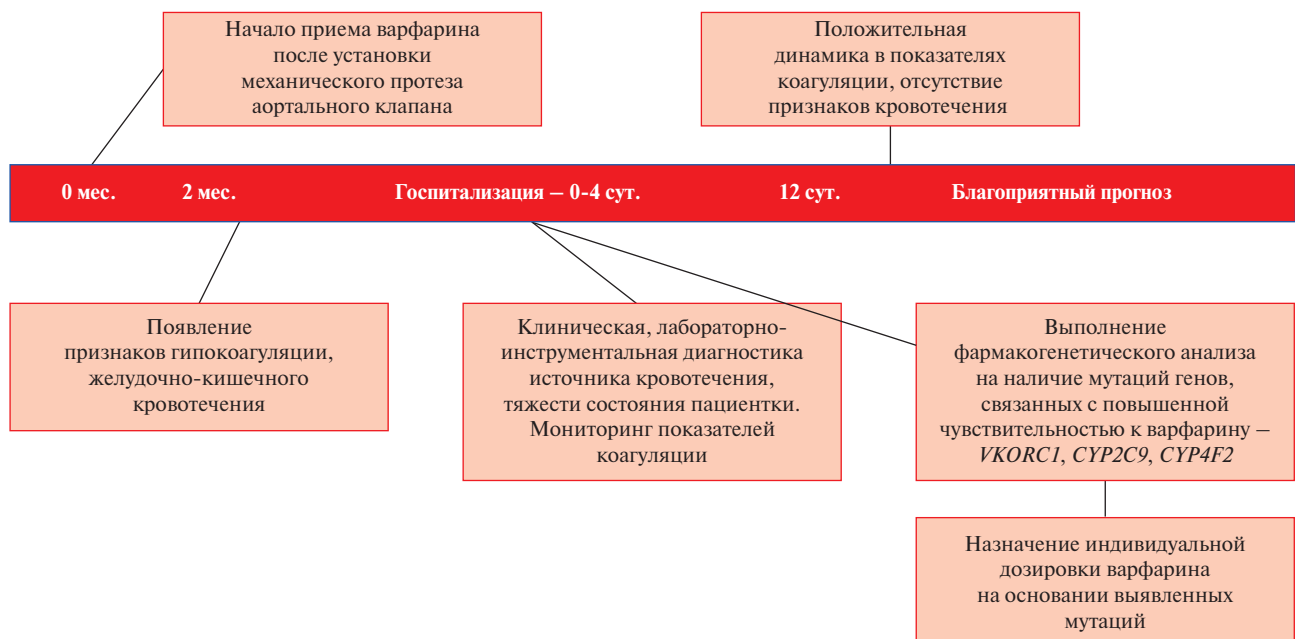 Начало приема варфарина
после установки
механического протеза
аортального клапана
Положительная
динамика в показателях
коагуляции, отсутствие
признаков кровотечения
0 мес.
2 мес.
Госпитализация – 0-4 сут.
12 сут.
Благоприятный прогноз
Появление
признаков гипокоагуляции,
желудочно-кишечного
кровотечения
Клиническая, лабораторно-
инструментальная диагностика
источника кровотечения,
тяжести состояния пациентки.
Мониторинг показателей
коагуляции
Выполнение
фармакогенетического анализа
на наличие мутаций генов,
связанных с повышенной
чувствительностью к варфарину –
VKORC1, CYP2C9, CYP4F2
Назначение индивидуальной
дозировки варфарина
на основании выявленных
мутаций